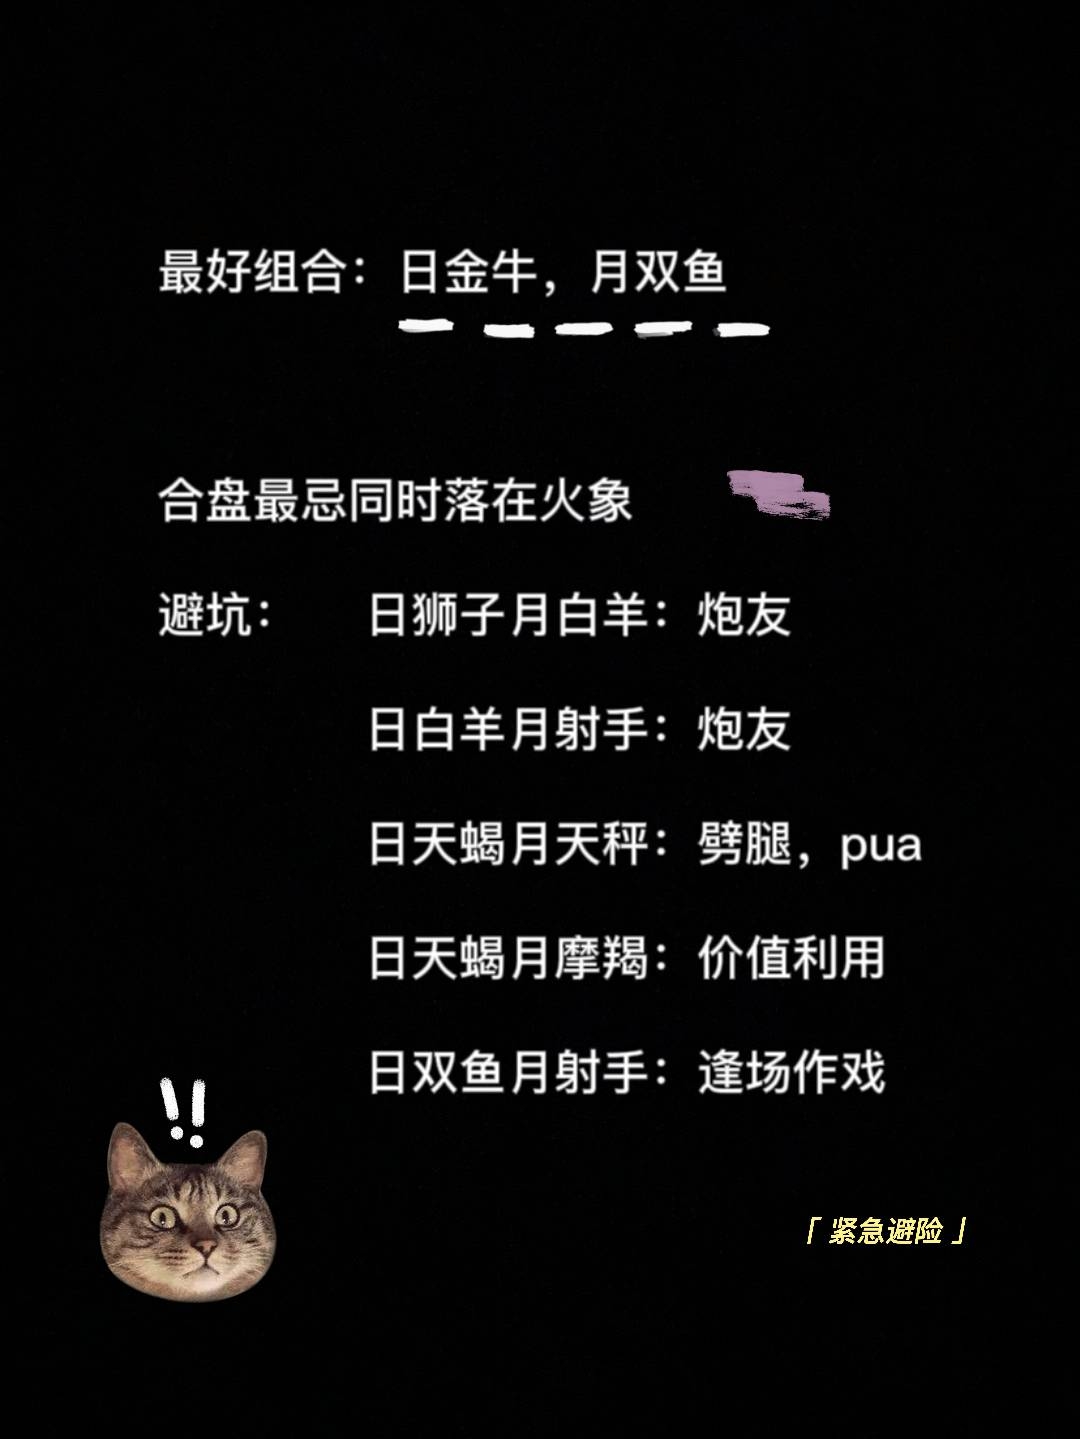 最好组合：日金牛，月双鱼
合盘最忌同时落在火象
避坑： 日狮子月白羊：炮友
日白羊月射手：炮友
日天蝎月天秤：劈腿，pua
日天蝎月摩羯：价值利用
日双鱼月射手：逢场作戏
!!
「紧急避险」